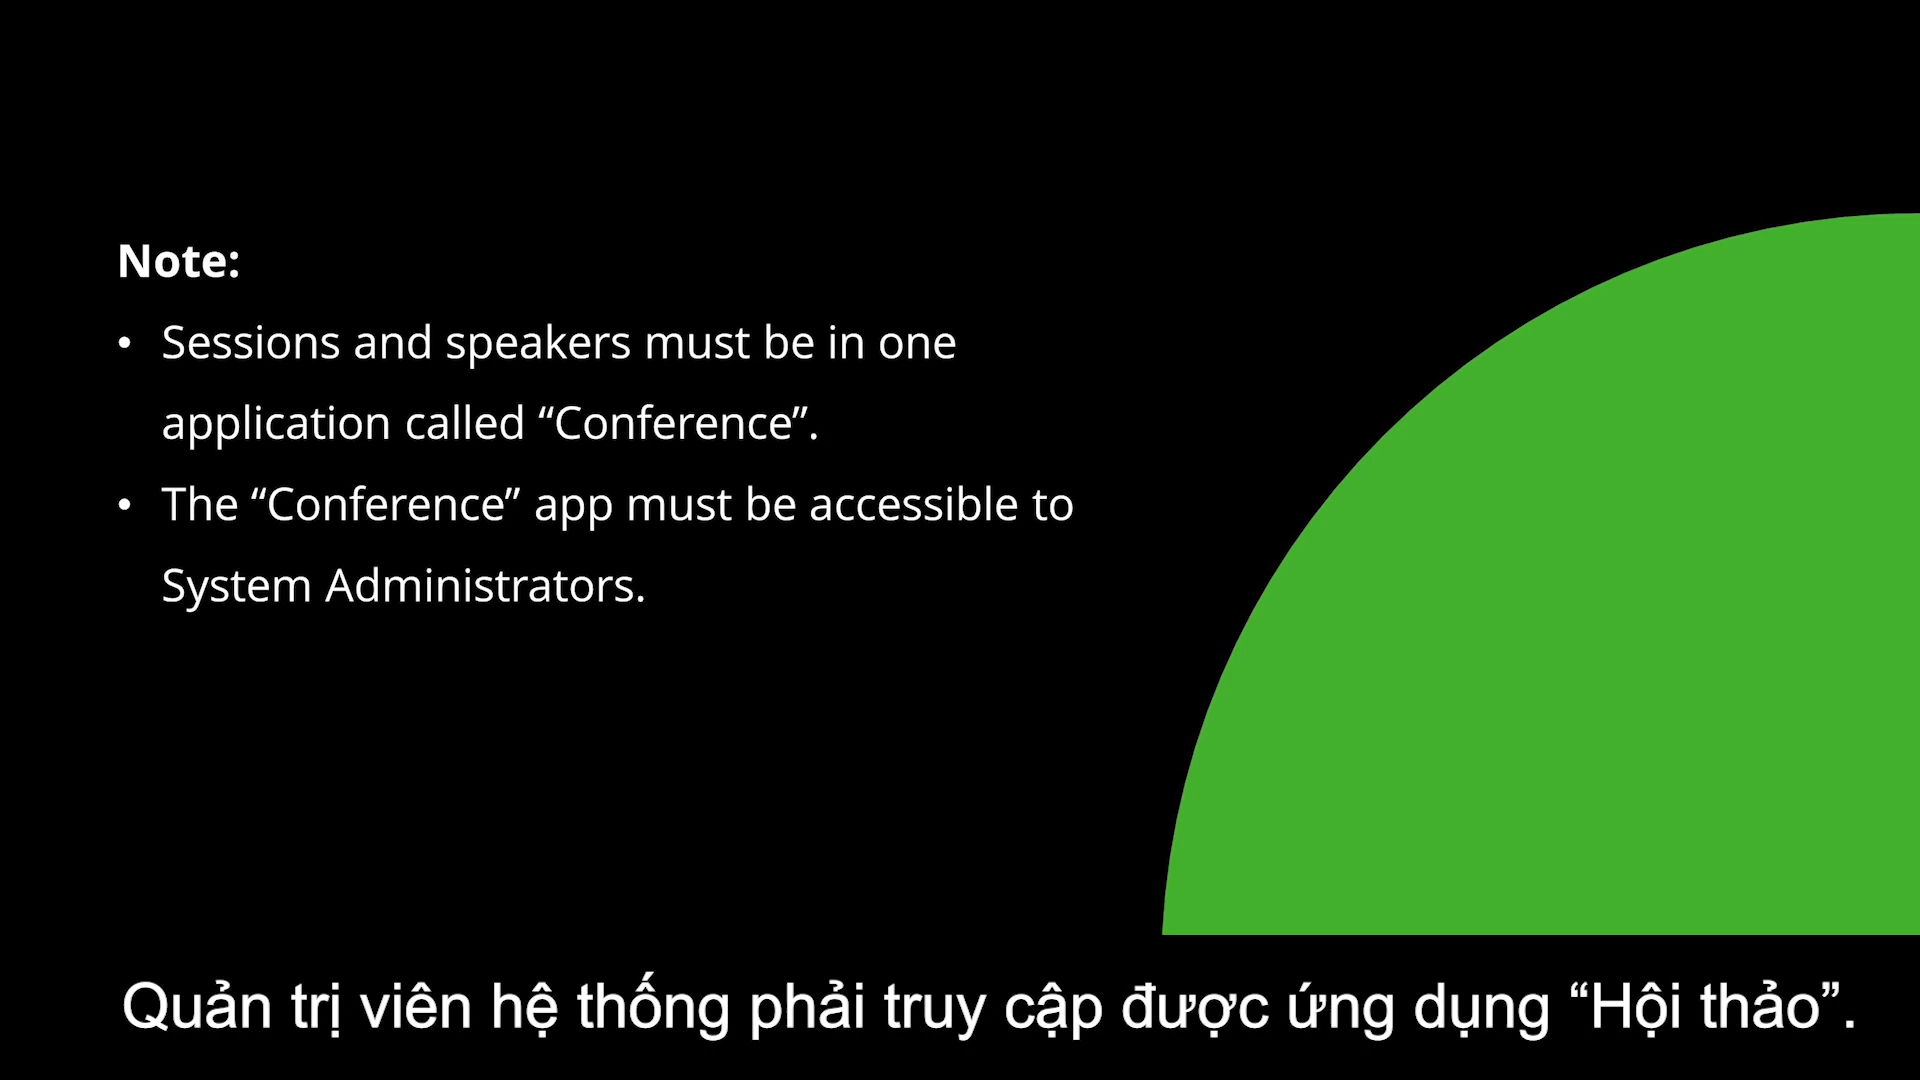 Note:
• Sessions and speakers must be in one
application called “Conference”.
• The “Conference” app must be accessible to
System Administrators.
Quản trị viên hệ thống phải truy cập được ứng dụng “Hội thảo”.